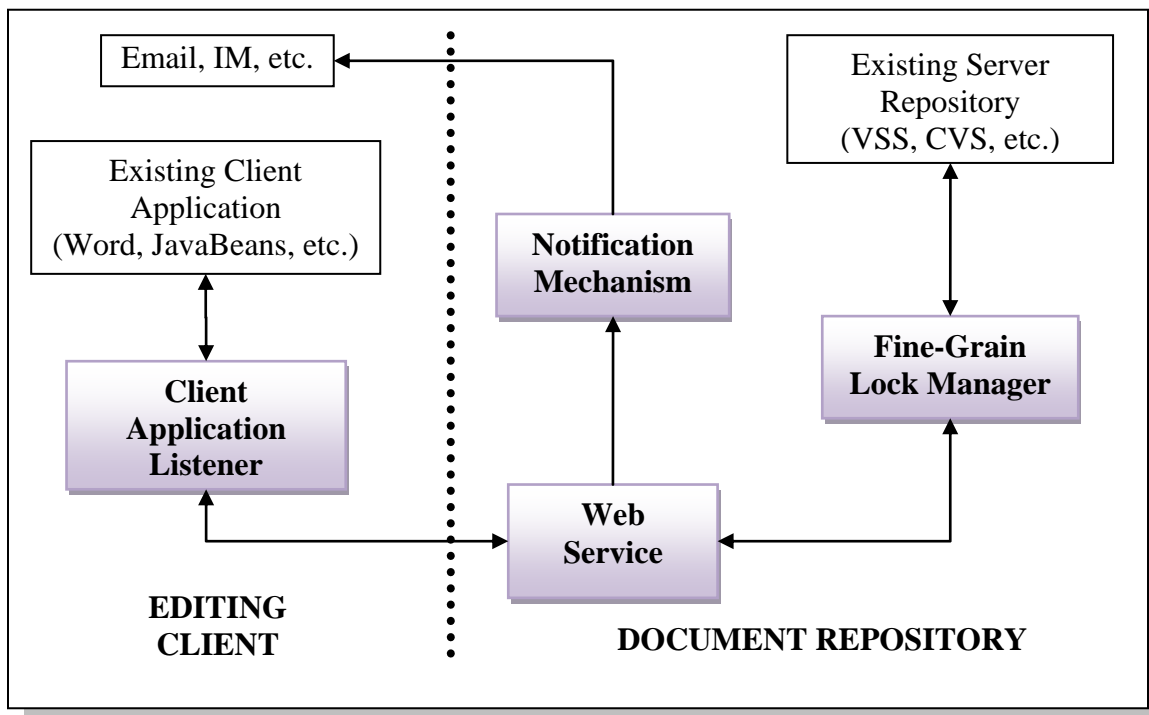 Email, IM, etc.
Existing Server
Repository
(VSS, CVS, etc.)
Existing Client
Application
(Word, JavaBeans, etc.)
Notification
Mechanism
Fine-Grain
Lock Manager
Client
Application
Listener
Web
Service
EDITING
CLIENT
DOCUMENT REPOSITORY